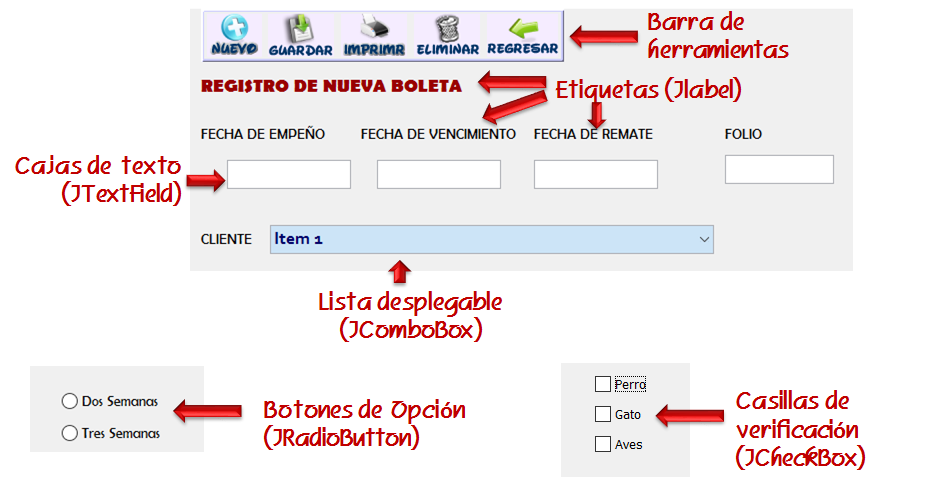 NUEVO GUARDAR IMPRIMR ELIMINAR REGRESAR
Barra de
herramientas
REGISTRO DE NUEVA BOLETA
Etiquetas (Jlabel)
FECHA DE EMPEÑO FECHA DE VENCIMIENTO FECHA DE REMATE FOLIO
Cajas de texto
(JTextField)
CLIENTE Item 1
Lista desplegable
(JComboBox)
Dos Semanas
Tres Semanas
Botones de Opción
(JRadioButton)
Perro
Gato
Aves
Casillas de
verificación
(JCheckBox)